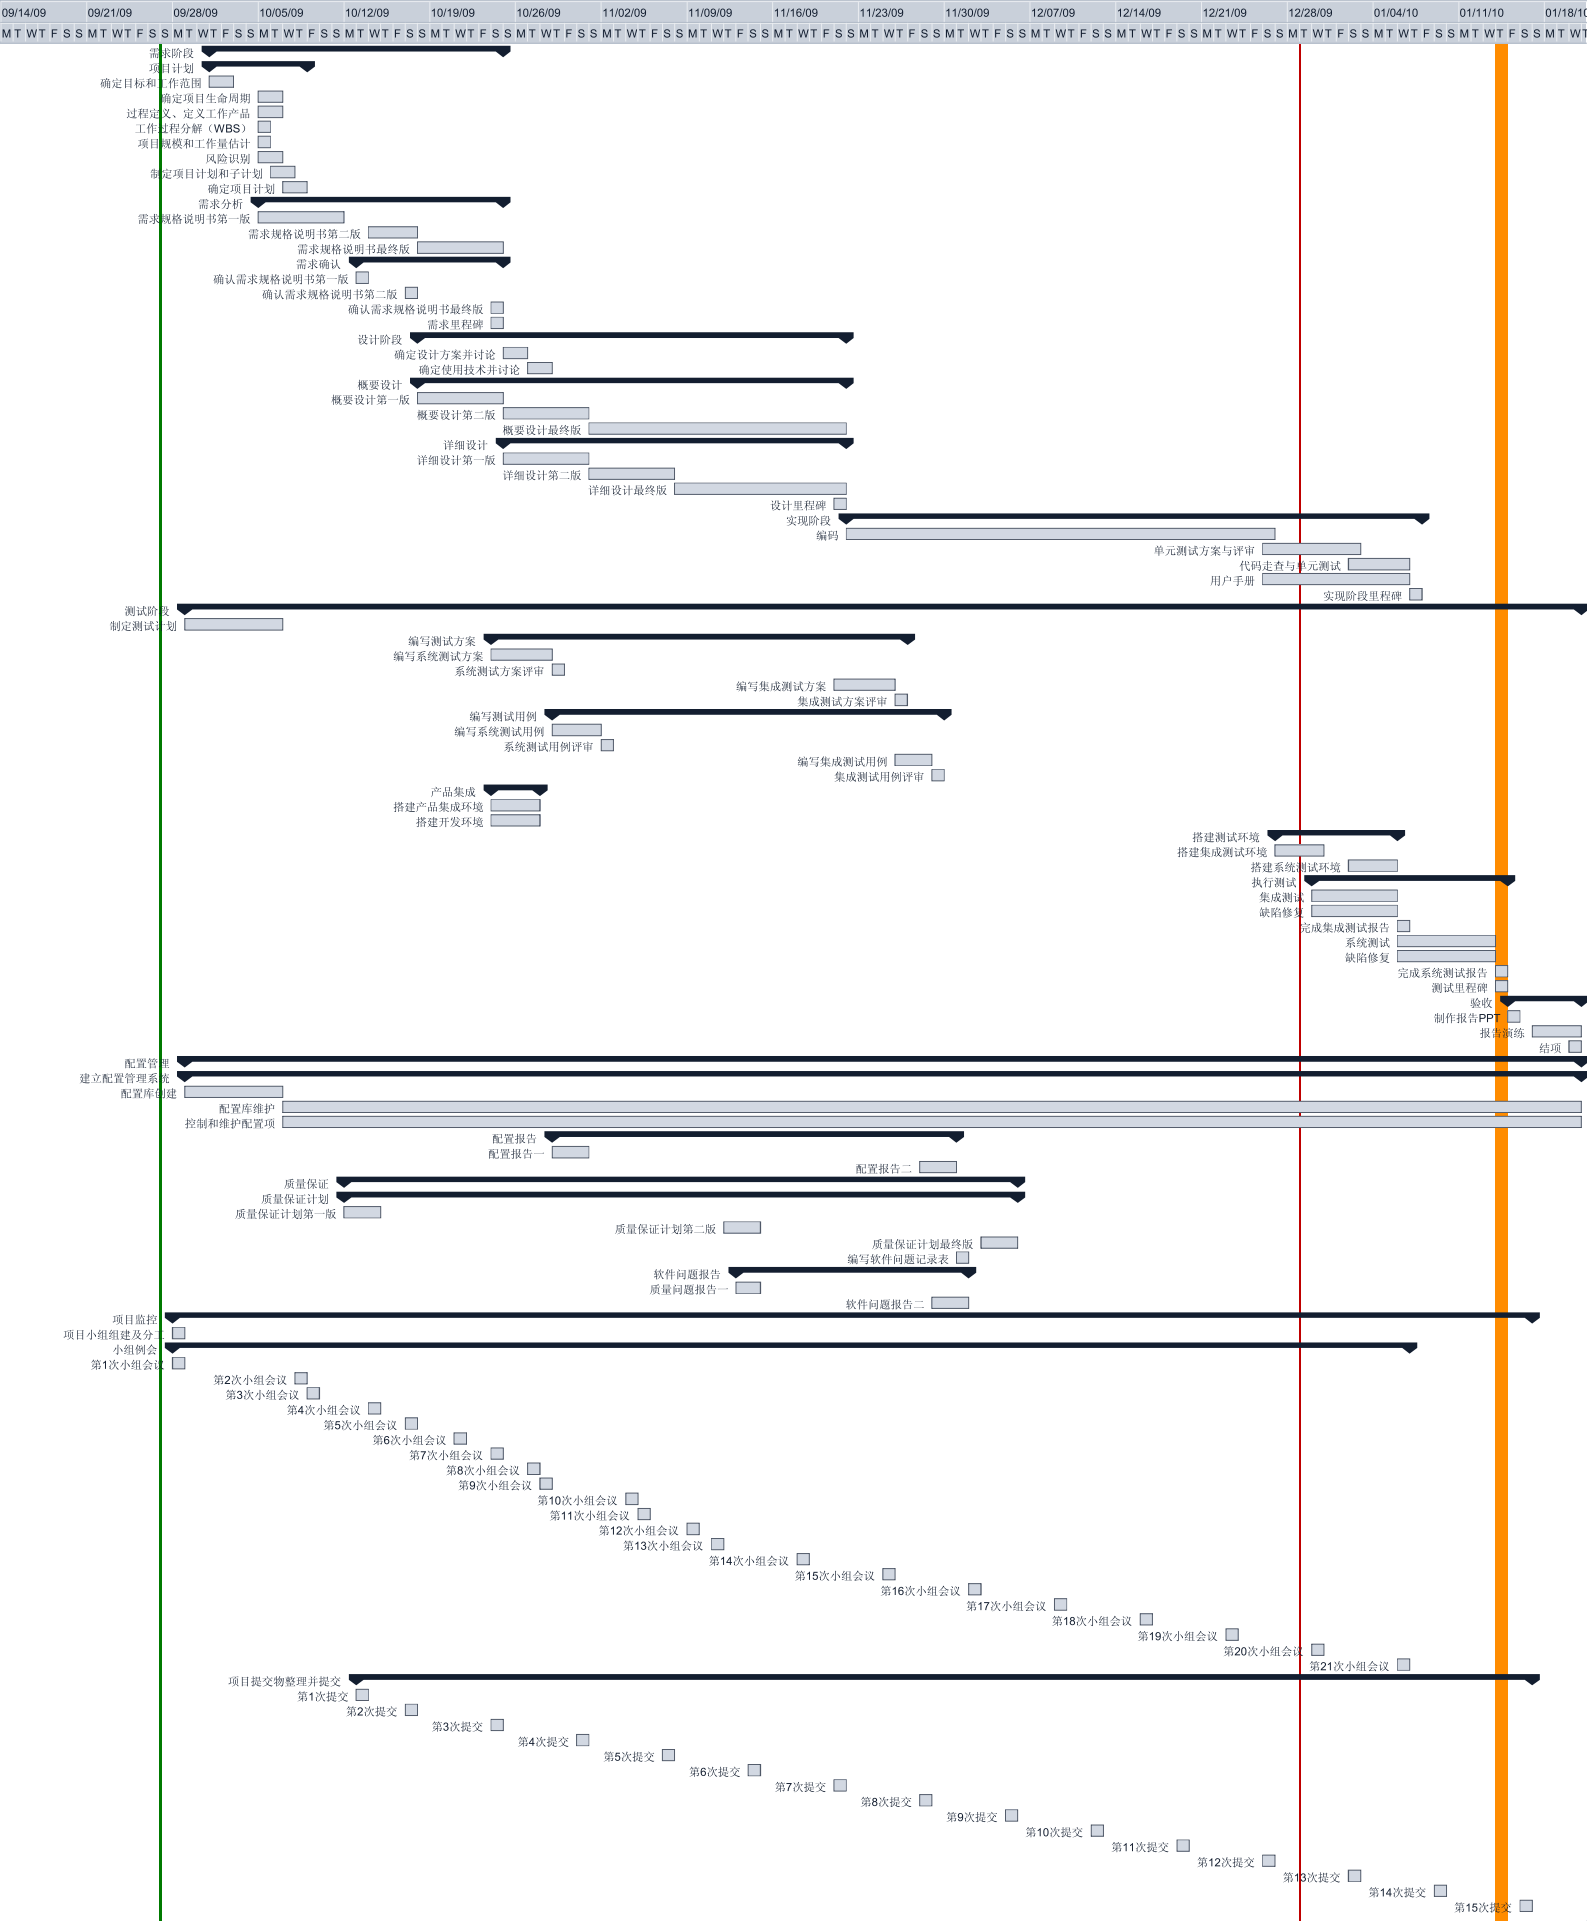 09/14/09 09/21/09 09/28/09 10/05/09 10/12/09 10/19/09 10/26/09 11/02/09 11/09/09 11/16/09 11/23/09 11/30/09 12/07/09 12/14/09 12/21/09 12/28/09 01/04/10 01/11/10 01/18/10
M T W T F S S M T W T F S S M T W T F S S M T W T F S S M T W T F S S M T W T F S S M T W T F S S M T W T F S S M T W T F S S M T W T F S S M T W T F S S M T W T F S S M T W T F S S M T W T F S S M T W T F S S M T W T F S S M T W T F S S M T W T F S S M T W T
需求阶段
项目计划
确定目标和工作范围
确定项目生命周期
过程定义、定义工作产品
工作过程分解（WBS）
项目规模和工作量估计
风险识别
制定项目计划和子计划
确定项目计划
需求分析
需求规格说明书第一版
需求规格说明书第二版
需求规格说明书最终版
需求确认
确认需求规格说明书第一版
确认需求规格说明书第二版
确认需求规格说明书最终版
需求里程碑
设计阶段
确定设计方案并讨论
确定使用技术并讨论
概要设计
概要设计第一版
概要设计第二版
概要设计最终版
详细设计
详细设计第一版
详细设计第二版
详细设计最终版
设计里程碑
实现阶段
编码
单元测试方案与评审
代码走查与单元测试
用户手册
实现阶段里程碑
测试阶段
制定测试计划
编写测试方案
编写系统测试方案
系统测试方案评审
编写集成测试方案
集成测试方案评审
编写测试用例
编写系统测试用例
系统测试用例评审
编写集成测试用例
集成测试用例评审
产品集成
搭建产品集成环境
搭建开发环境
搭建测试环境
搭建集成测试环境
搭建系统测试环境
执行测试
集成测试
缺陷修复
完成集成测试报告
系统测试
缺陷修复
完成系统测试报告
测试里程碑
验收
制作报告PPT
报告演练
结项
配置管理
建立配置管理系统
配置库创建
配置库维护
控制和维护配置项
配置报告
配置报告一
配置报告二
质量保证
质量保证计划
质量保证计划第一版
质量保证计划第二版
质量保证计划最终版
编写软件问题记录表
软件问题报告
质量问题报告一
软件问题报告二
项目监控
项目小组组建及分工
小组例会
第1次小组会议
第2次小组会议
第3次小组会议
第4次小组会议
第5次小组会议
第6次小组会议
第7次小组会议
第8次小组会议
第9次小组会议
第10次小组会议
第11次小组会议
第12次小组会议
第13次小组会议
第14次小组会议
第15次小组会议
第16次小组会议
第17次小组会议
第18次小组会议
第19次小组会议
第20次小组会议
第21次小组会议
项目提交物整理并提交
第1次提交
第2次提交
第3次提交
第4次提交
第5次提交
第6次提交
第7次提交
第8次提交
第9次提交
第10次提交
第11次提交
第12次提交
第13次提交
第14次提交
第15次提交